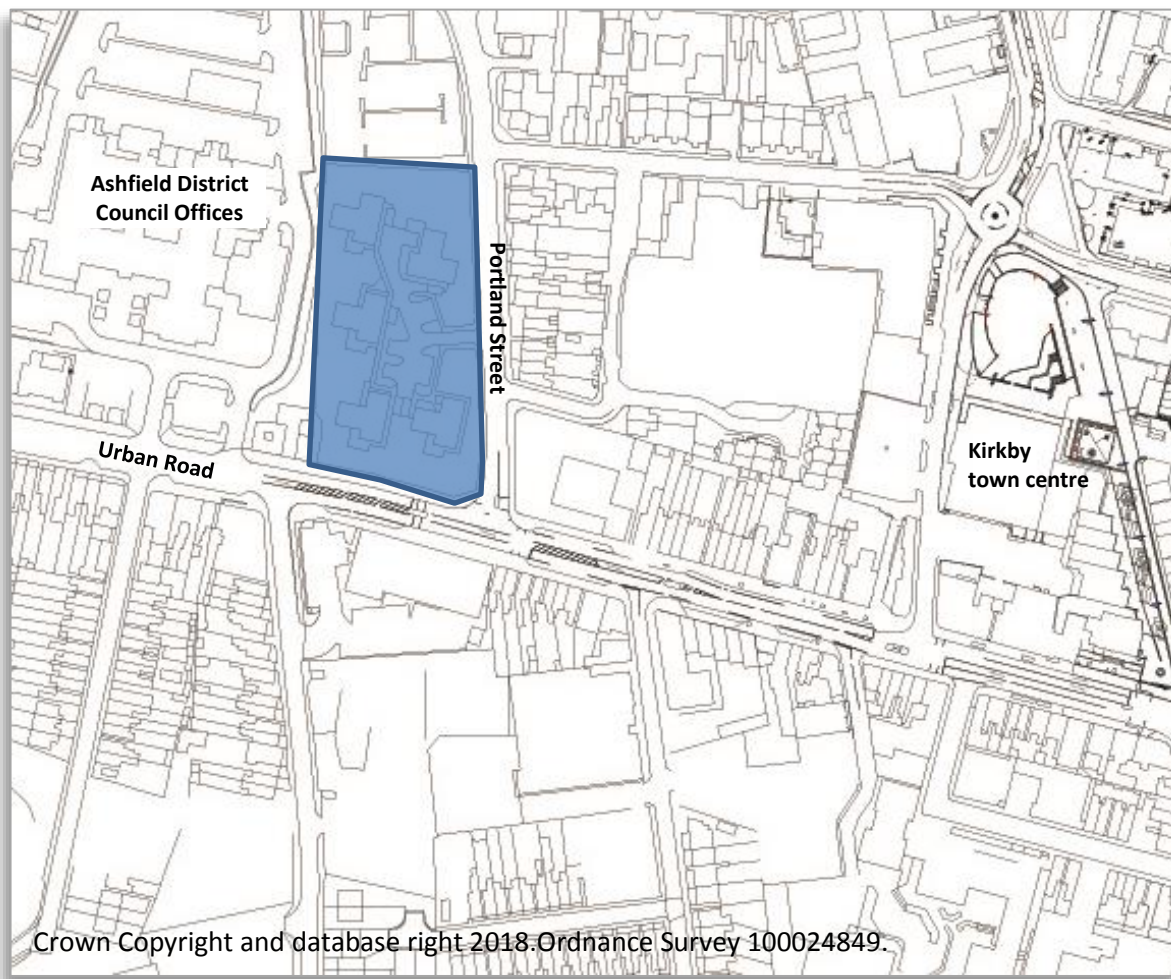 Ashfield District
Council Offices
Portland Street
Urban Road
Kirkby
town centre
Crown Copyright and database right 2018.Ordnance Survey 100024849.